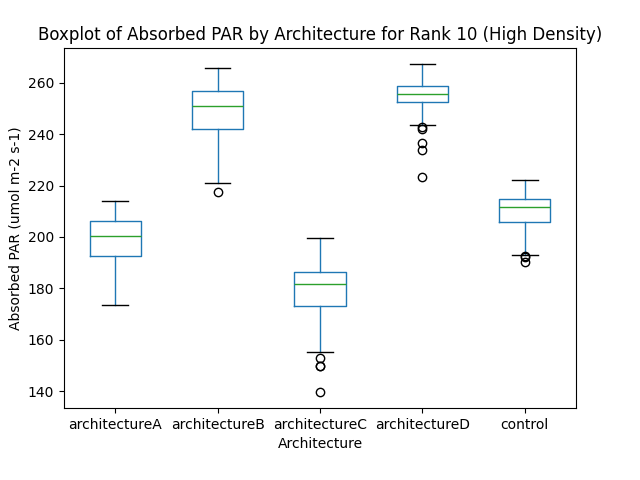 Boxplot of Absorbed PAR by Architecture for Rank 10 (High Density)
Absorbed PAR (umol m-2 s-1)
260
240
220
200
180
160
140
architectureA architectureB architectureC architectureD control
Architecture